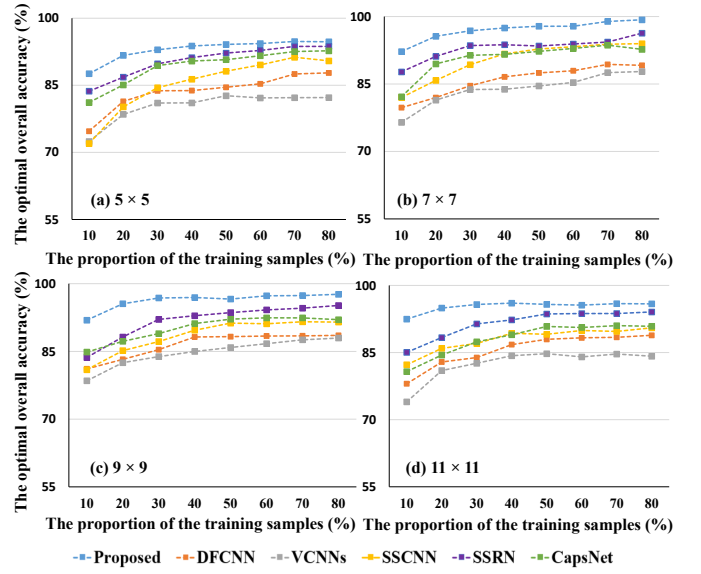 The optimal overall accuracy (%)
100
85
70
55
(a) 5 × 5
10 20 30 40 50 60 70 80
The proportion of the training samples (%)
100
85
70
55
(b) 7 × 7
10 20 30 40 50 60 70 80
The proportion of the training samples (%)
The optimal overall accuracy (%)
100
85
70
55
(c) 9 × 9
10 20 30 40 50 60 70 80
The proportion of the training samples (%)
100
85
70
55
(d) 11 × 11
10 20 30 40 50 60 70 80
The proportion of the training samples (%)
Proposed DFCNN VCNNs SSCNN SSRN CapsNet